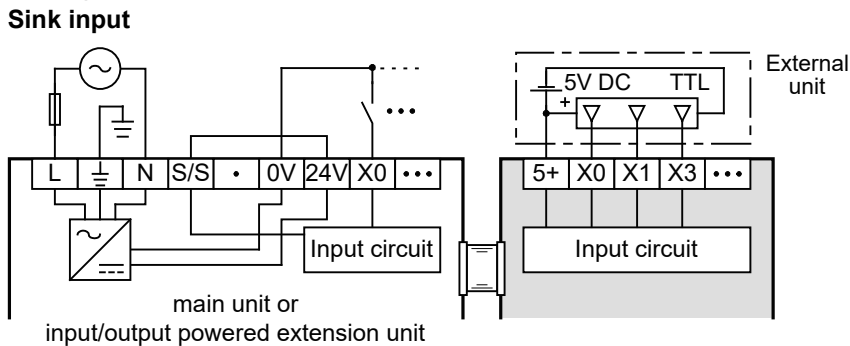 Sink input
External
unit
5V DC TTL
+
L N S/S • 0V 24V X0 •••
5+ X0 X1 X3 •••
Input circuit
Input circuit
main unit or
input/output powered extension unit